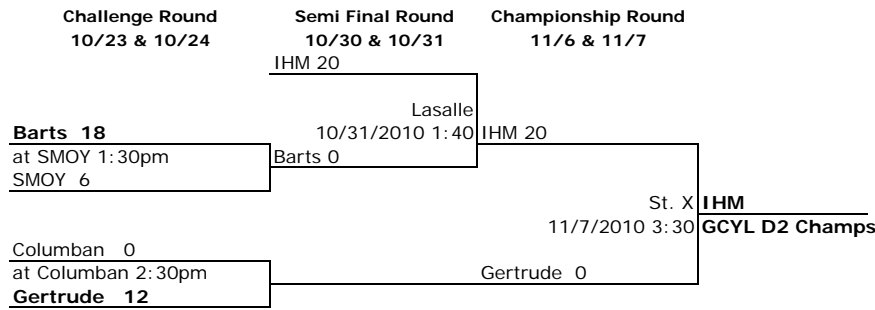 Challenge Round Semi Final Round Championship Round
10/23 & 10/24 10/30 & 10/31 11/6 & 11/7
IHM 20
Lasalle
Barts 18 10/31/2010 1:40 IHM 20
at SMOY 1:30pm Barts 0
SMOY 6
St. X IHM
11/7/2010 3:30 GCYL D2 Champs
Columban 0
at Columban 2:30pm Gertrude 0
Gertrude 12